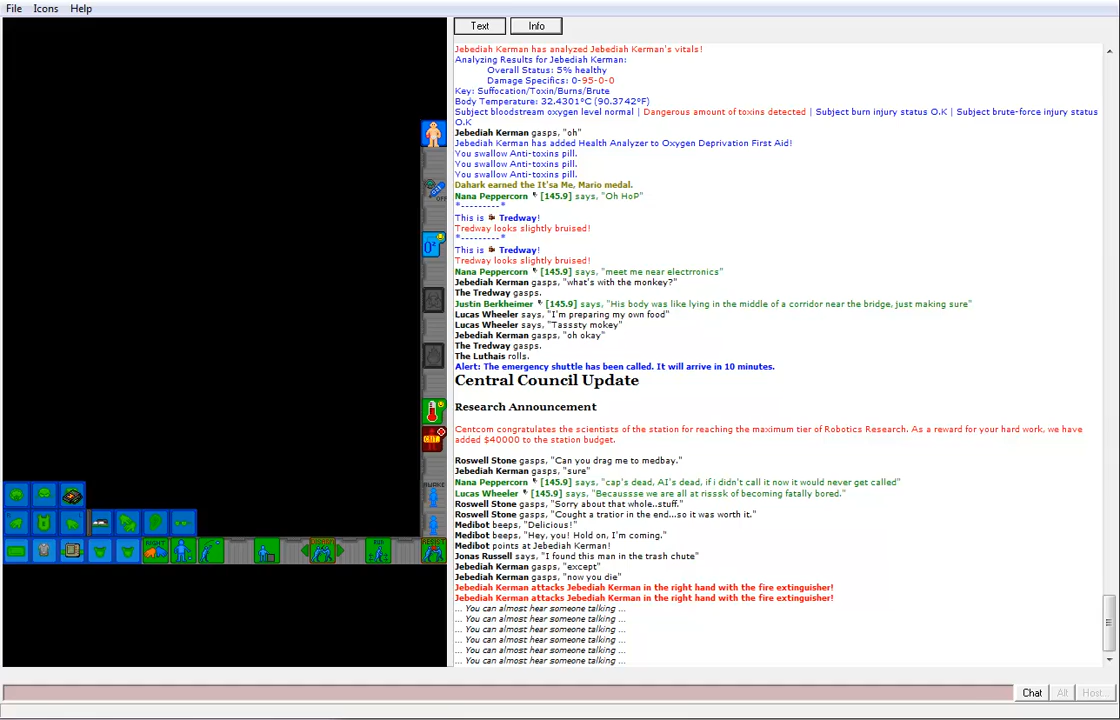 File Icons Help
Text Info
Jebediah Kerman has analyzed Jebediah Kerman's vitals!
Analyzing Results for Jebediah Kerman:
Overall Status: 5% healthy
Damage Specifics: 0-95-0-0
Key: Suffocation/Toxin/Burns/Brute
Body Temperature: 32.4301°C (90.3742°F)
Subject bloodstream oxygen level normal | Dangerous amount of toxins detected | Subject burn injury status O.K | Subject brute-force injury status
O.K
Jebediah Kerman gasps, "oh"
Jebediah Kerman has added Health Analyzer to Oxygen Deprivation First Aid!
You swallow Anti-toxins pill.
You swallow Anti-toxins pill.
You swallow Anti-toxins pill.
Dahark earned the It'sa Me, Mario medal.
Nana Peppercorn [145.9] says, "Oh HoP"
*---------*
This is Tredway!
Tredway looks slightly bruised!
*---------*
This is Tredway!
Tredway looks slightly bruised!
Nana Peppercorn [145.9] says, "meet me near electrronics"
Jebediah Kerman gasps, "what's with the monkey?"
The Tredway gasps.
Justin Berkheimer [145.9] says, "His body was like lying in the middle of a corridor near the bridge, just making sure"
Lucas Wheeler says, "I'm preparing my own food"
Lucas Wheeler says, "Tassssty mokey"
Jebediah Kerman gasps, "oh okay"
The Tredway gasps.
The Luthais rolls.
Alert: The emergency shuttle has been called. It will arrive in 10 minutes.
Central Council Update
Research Announcement
Centcom congratulates the scientists of the station for reaching the maximum tier of Robotics Research. As a reward for your hard work, we have
added $40000 to the station budget.
Roswell Stone gasps, "Can you drag me to medbay."
Jebediah Kerman gasps, "sure"
Nana Peppercorn [145.9] says, "cap's dead, AI's dead, if i didn't call it now it would never get called"
Lucas Wheeler [145.9] says, "Becaussse we are all at risssk of becoming fatally bored."
Roswell Stone gasps, "Sorry about that whole..stuff."
Roswell Stone gasps, "Cought a tratior in the end...so it was worth it."
Medibot beeps, "Delicious!"
Medibot beeps, "Hey, you! Hold on, I'm coming."
Medibot points at Jebediah Kerman!
Jonas Russell says, "I found this man in the trash chute"
Jebediah Kerman gasps, "except"
Jebediah Kerman gasps, "now you die"
Jebediah Kerman attacks Jebediah Kerman in the right hand with the fire extinguisher!
Jebediah Kerman attacks Jebediah Kerman in the right hand with the fire extinguisher!
... You can almost hear someone talking ...
... You can almost hear someone talking ...
... You can almost hear someone talking ...
... You can almost hear someone talking ...
... You can almost hear someone talking ...
... You can almost hear someone talking ...
OFF
O²
CRIT
AWAKE
RIGHT
DISARM
RUN
RESIST
Chat Alt Host...